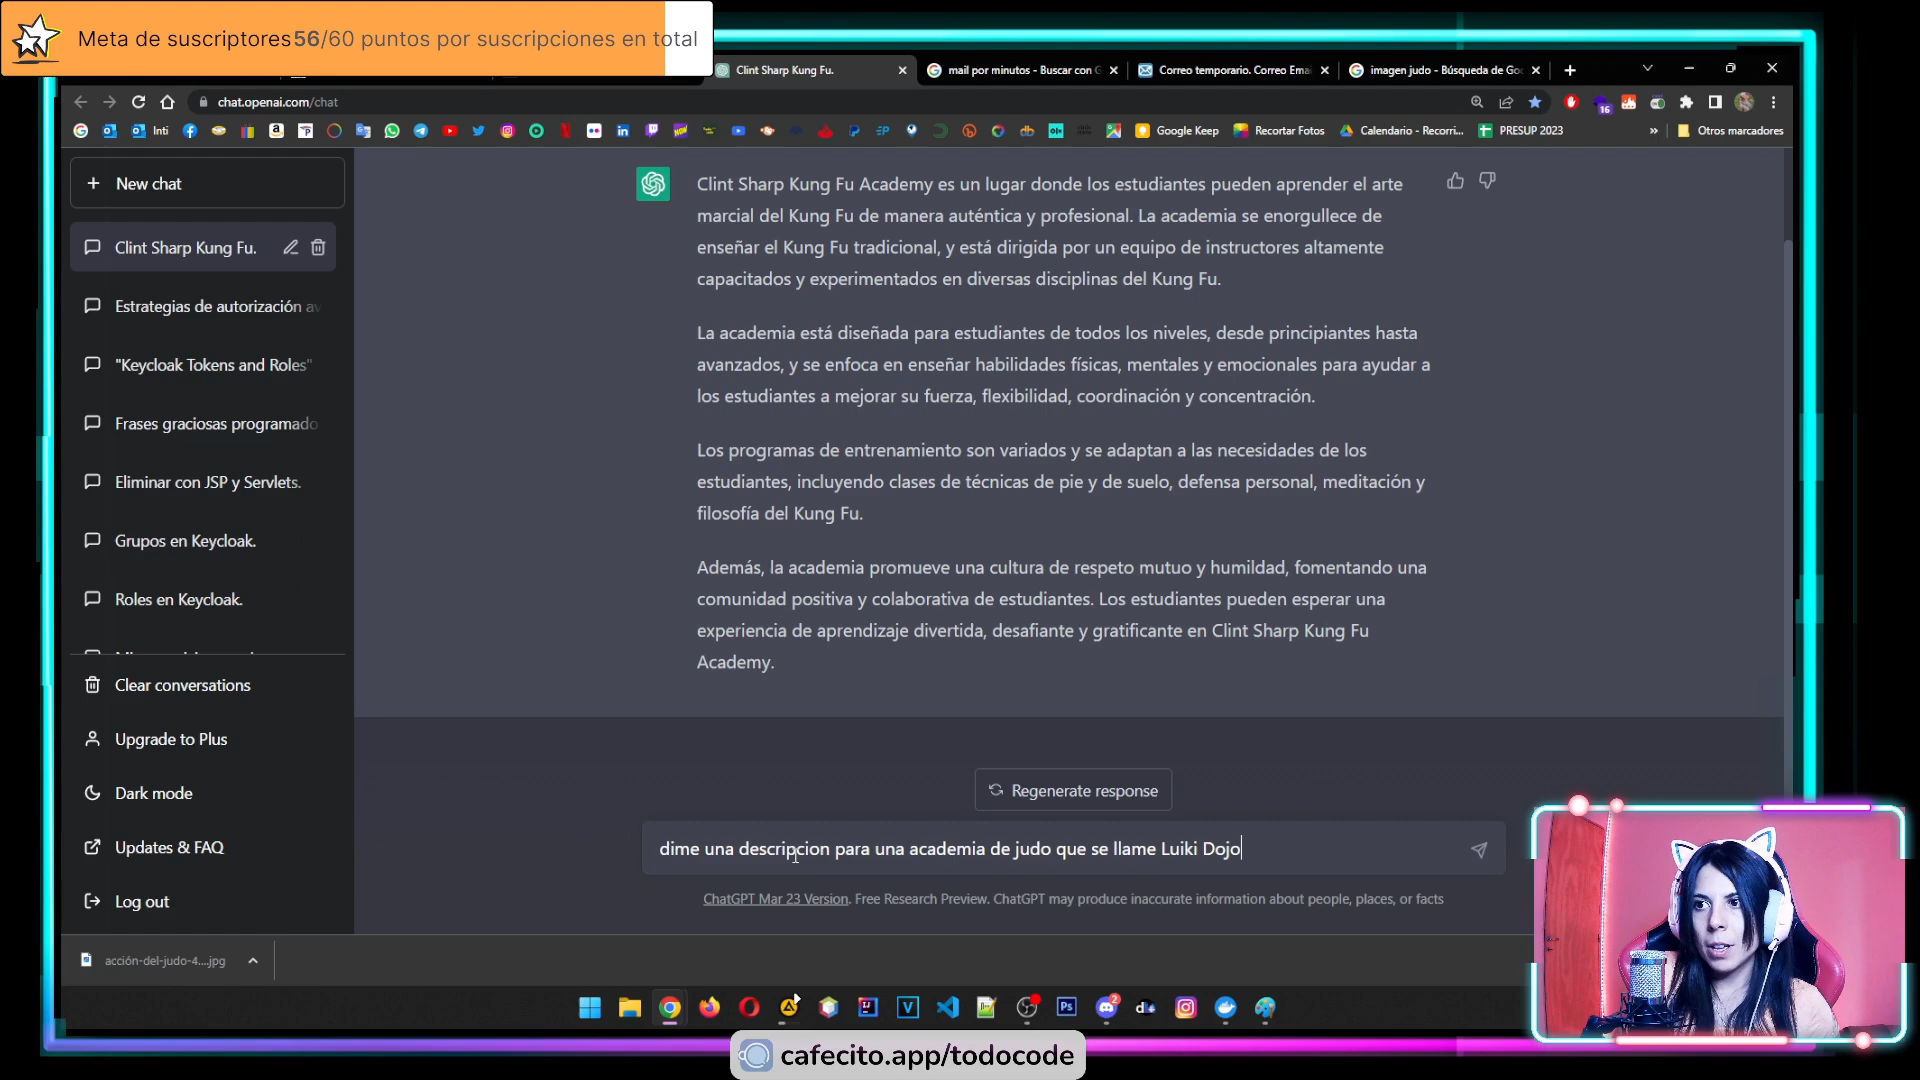 Meta de suscriptores 56/60 puntos por suscripciones en total
Clint Sharp Kung Fu.
mail por minutos - Buscar con G
Correo temporario. Correo Emai
imagen judo - Búsqueda de Goo
chat.openai.com/chat
16
Inti
Google Keep
Recortar Fotos
Calendario - Recorri...
PRESUP 2023
»
Otros marcadores
+ New chat
Clint Sharp Kung Fu.
Estrategias de autorización av
"Keycloak Tokens and Roles"
Frases graciosas programado
Eliminar con JSP y Servlets.
Grupos en Keycloak.
Roles en Keycloak.
Clear conversations
Upgrade to Plus
Dark mode
Updates & FAQ
Log out
Clint Sharp Kung Fu Academy es un lugar donde los estudiantes pueden aprender el arte
marcial del Kung Fu de manera auténtica y profesional. La academia se enorgullece de
enseñar el Kung Fu tradicional, y está dirigida por un equipo de instructores altamente
capacitados y experimentados en diversas disciplinas del Kung Fu.
La academia está diseñada para estudiantes de todos los niveles, desde principiantes hasta
avanzados, y se enfoca en enseñar habilidades físicas, mentales y emocionales para ayudar a
los estudiantes a mejorar su fuerza, flexibilidad, coordinación y concentración.
Los programas de entrenamiento son variados y se adaptan a las necesidades de los
estudiantes, incluyendo clases de técnicas de pie y de suelo, defensa personal, meditación y
filosofía del Kung Fu.
Además, la academia promueve una cultura de respeto mutuo y humildad, fomentando una
comunidad positiva y colaborativa de estudiantes. Los estudiantes pueden esperar una
experiencia de aprendizaje divertida, desafiante y gratificante en Clint Sharp Kung Fu
Academy.
Regenerate response
dime una descripcion para una academia de judo que se llame Luiki Dojo
ChatGPT Mar 23 Version. Free Research Preview. ChatGPT may produce inaccurate information about people, places, or facts
acción-del-judo-4....jpg
cafecito.app/todocode